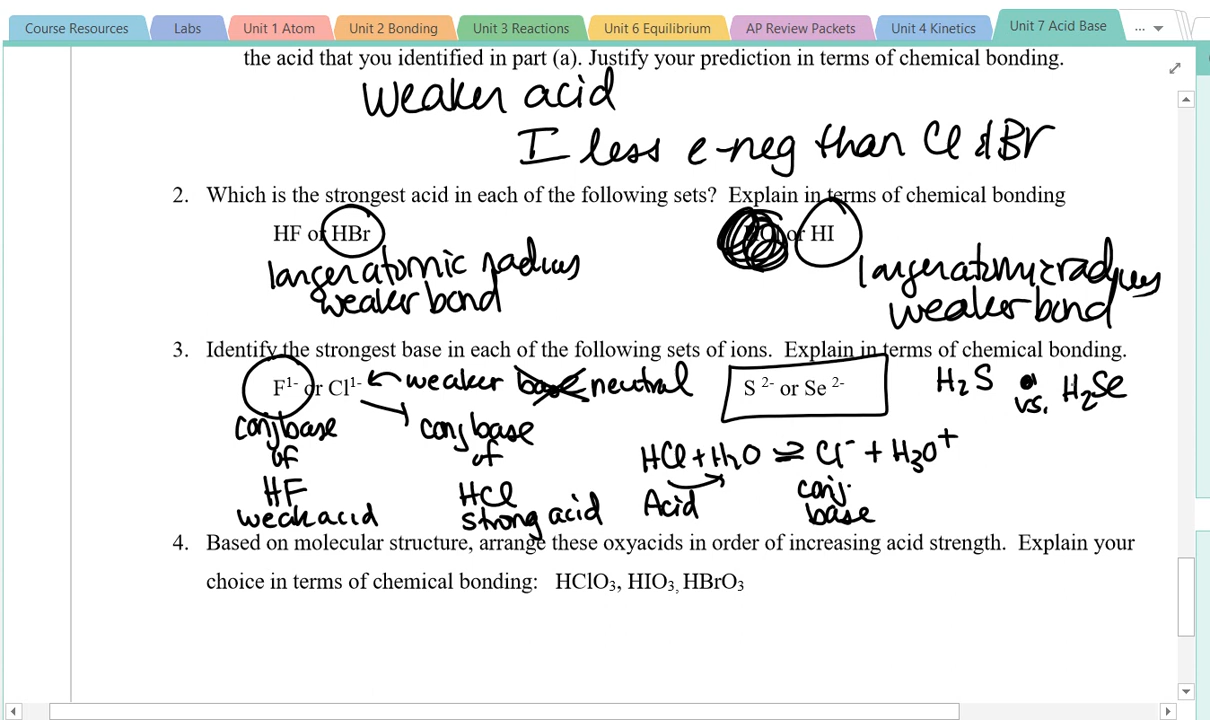 Course Resources Labs Unit 1 Atom Unit 2 Bonding Unit 3 Reactions Unit 6 Equilibrium AP Review Packets Unit 4 Kinetics Unit 7 Acid Base ...
the acid that you identified in part (a). Justify your prediction in terms of chemical bonding.
Weaker acid
I less e-neg than Cl & Br
2. Which is the strongest acid in each of the following sets? Explain in terms of chemical bonding
HF or HBr or HI
larger atomic radius larger atomic radius
weaker bond weaker bond
3. Identify the strongest base in each of the following sets of ions. Explain in terms of chemical bonding.
F¹⁻ or Cl¹⁻ ← weaker base neutral S ²⁻ or Se ²⁻ H₂S vs. H₂Se
conj base of HF weak acid
conj base of HCl strong acid
HCl + H₂O ⇌ Cl⁻ + H₃O⁺
Acid conj. base
4. Based on molecular structure, arrange these oxyacids in order of increasing acid strength. Explain your
choice in terms of chemical bonding: HClO₃, HIO₃, HBrO₃